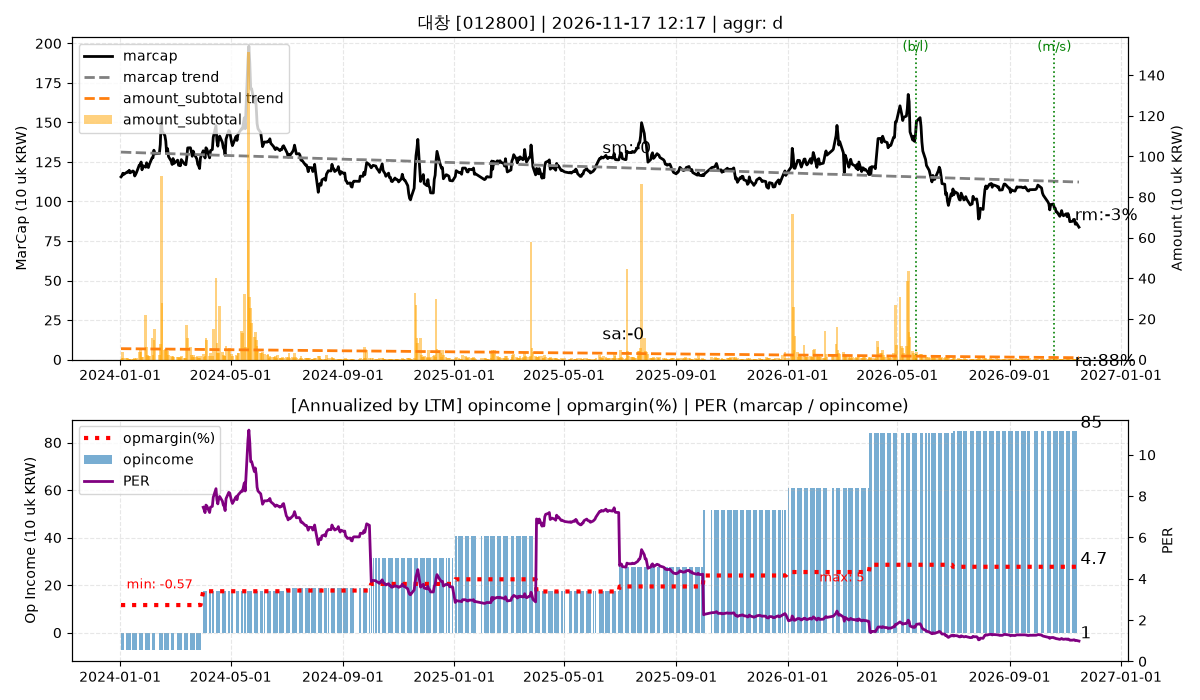 대창 [012800] | 2026-11-17 12:17 | aggr: d
MarCap (10 uk KRW)
200
175
150
125
100
75
50
25
0
marcap
marcap trend
amount_subtotal trend
amount_subtotal
(b/l)
(m/s)
sm:-0
rm:-3%
sa:-0
ra:88%
140
120
100
80
60
40
20
0
Amount (10 uk KRW)
2024-01-01 2024-05-01 2024-09-01 2025-01-01 2025-05-01 2025-09-01 2026-01-01 2026-05-01 2026-09-01 2027-01-01
[Annualized by LTM] opincome | opmargin(%) | PER (marcap / opincome)
Op Income (10 uk KRW)
80
60
40
20
0
opmargin(%)
opincome
PER
min: -0.57
max: 5
85
4.7
1
10
8
6
4
2
0
PER
2024-01-01 2024-05-01 2024-09-01 2025-01-01 2025-05-01 2025-09-01 2026-01-01 2026-05-01 2026-09-01 2027-01-01